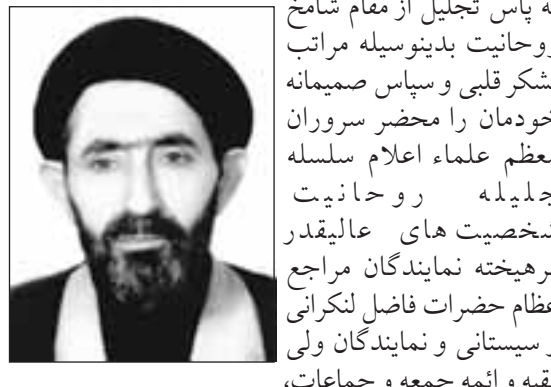 به پاس تجلیل از مقام شامخ
روحانیت بدینوسیله مراتب
تشکر قلبی و سپاس صمیمانه
خودمان را محضر سروران
معظم علماء اعلام سلسله
جلیله روحانیت
شخصیت های عالیقدر
فرهیخته نمایندگان مراجع
عظام حضرات فاضل لنکرانی
و سیستانی و نمایندگان ولی
فقیه و ائمه جمعه و جماعات،